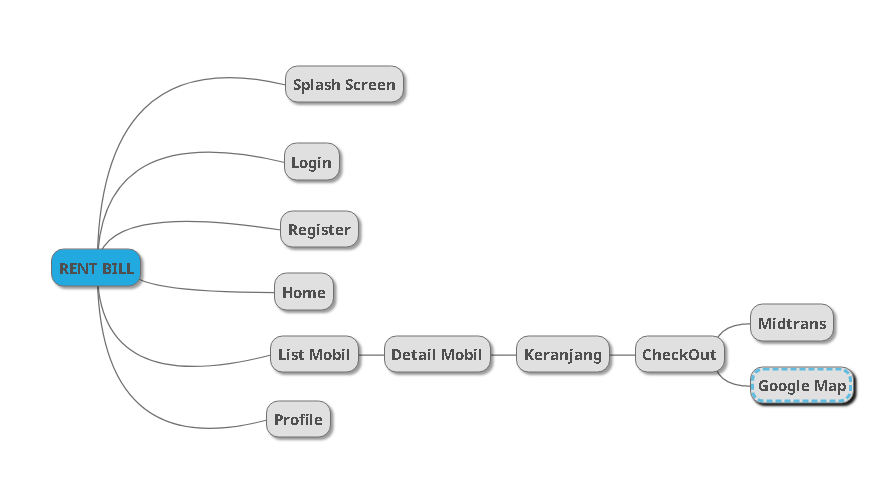 Splash Screen
Login
Register
RENT BILL
Home
List Mobil
Detail Mobil
Keranjang
CheckOut
Midtrans
Google Map
Profile